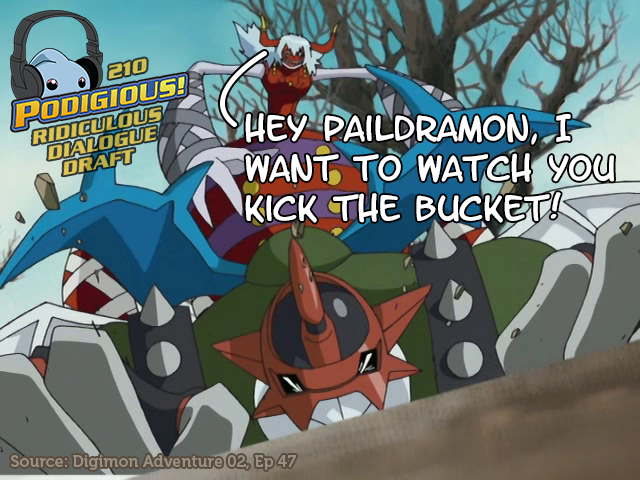 210
PODIGIOUS!
RIDICULOUS
DIALOGUE
DRAFT
HEY PAILDRAMON, I
WANT TO WATCH YOU
KICK THE BUCKET!
Source: Digimon Adventure 02, Ep 47